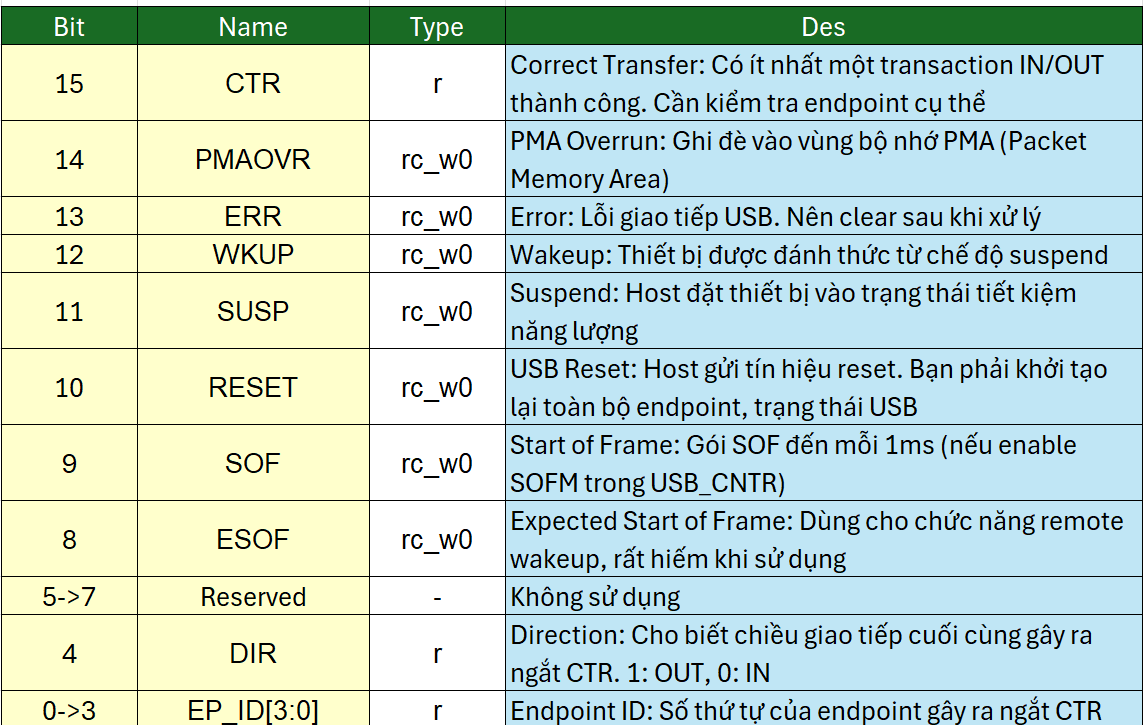 Bit Name Type Des
15 CTR r Correct Transfer: Có ít nhất một transaction IN/OUT
thành công. Cần kiểm tra endpoint cụ thể
14 PMAOVR rc_w0 PMA Overrun: Ghi đè vào vùng bộ nhớ PMA (Packet
Memory Area)
13 ERR rc_w0 Error: Lỗi giao tiếp USB. Nên clear sau khi xử lý
12 WKUP rc_w0 Wakeup: Thiết bị được đánh thức từ chế độ suspend
11 SUSP rc_w0 Suspend: Host đặt thiết bị vào trạng thái tiết kiệm
năng lượng
10 RESET rc_w0 USB Reset: Host gửi tín hiệu reset. Bạn phải khởi tạo
lại toàn bộ endpoint, trạng thái USB
9 SOF rc_w0 Start of Frame: Gói SOF đến mỗi 1ms (nếu enable
SOFM trong USB_CNTR)
8 ESOF rc_w0 Expected Start of Frame: Dùng cho chức năng remote
wakeup, rất hiếm khi sử dụng
5->7 Reserved - Không sử dụng
4 DIR r Direction: Cho biết chiều giao tiếp cuối cùng gây ra
ngắt CTR. 1: OUT, 0: IN
0->3 EP_ID[3:0] r Endpoint ID: Số thứ tự của endpoint gây ra ngắt CTR